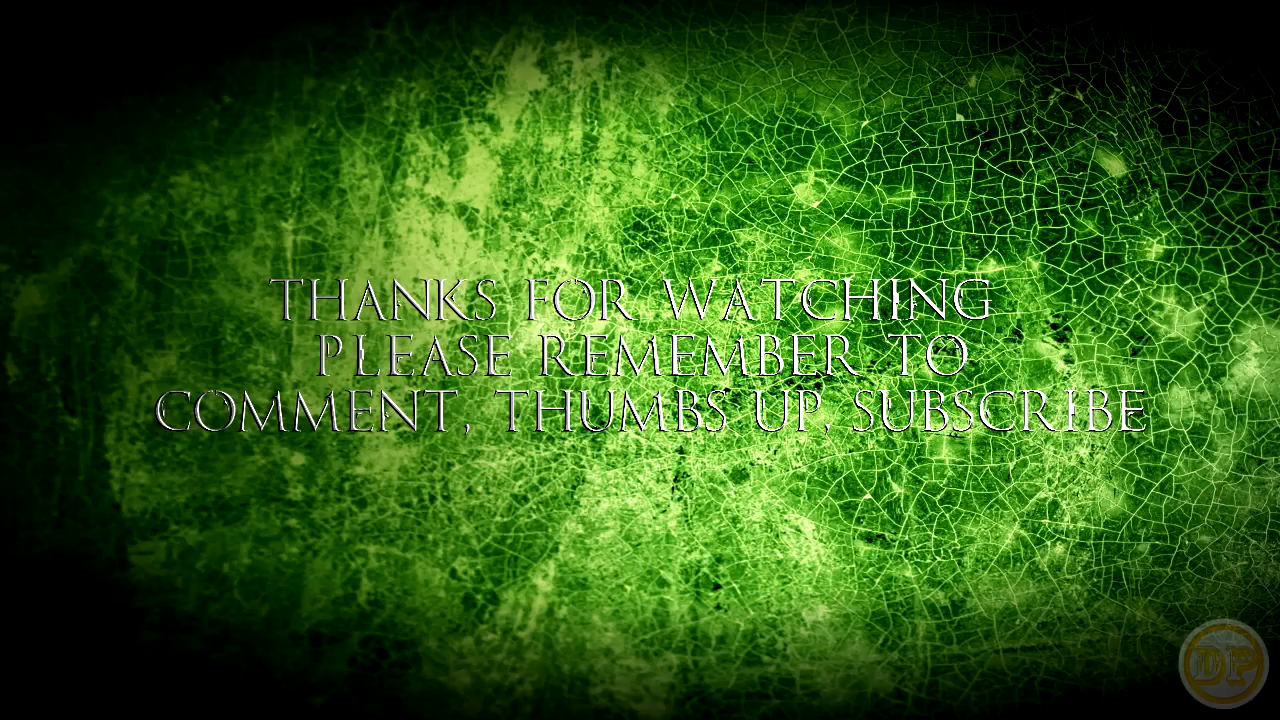 THANKS FOR WATCHING
PLEASE REMEMBER TO
COMMENT, THUMBS UP, SUBSCRIBE
DP